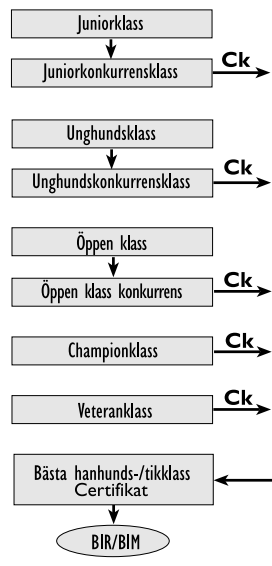 Juniorklass
Juniorkonkurrensklass
Ck
Unghundsklass
Unghundskonkurrensklass
Ck
Öppen klass
Öppen klass konkurrens
Ck
Championklass
Ck
Veteranklass
Ck
Bästa hanhunds-/tikklass
Certifikat
BIR/BIM